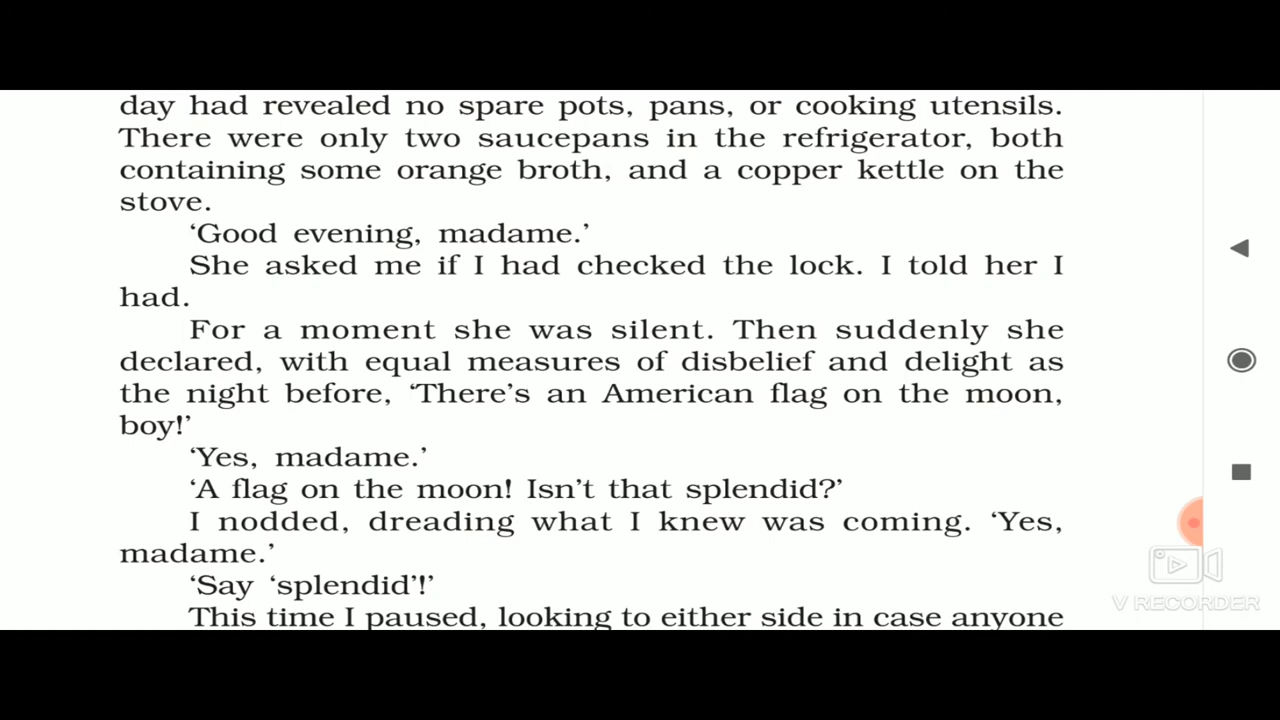 day had revealed no spare pots, pans, or cooking utensils.
There were only two saucepans in the refrigerator, both
containing some orange broth, and a copper kettle on the
stove.
‘Good evening, madame.’
She asked me if I had checked the lock. I told her I
had.
For a moment she was silent. Then suddenly she
declared, with equal measures of disbelief and delight as
the night before, ‘There’s an American flag on the moon,
boy!’
‘Yes, madame.’
‘A flag on the moon! Isn’t that splendid?’
I nodded, dreading what I knew was coming. ‘Yes,
madame.’
‘Say ‘splendid’!’
This time I paused, looking to either side in case anyone
V RECORDER